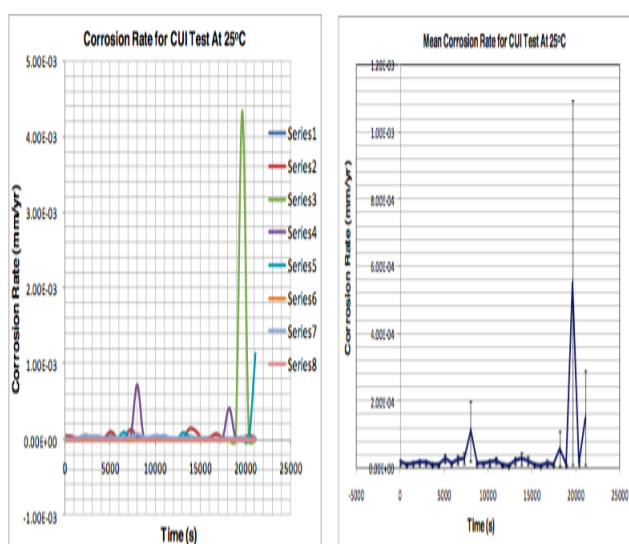 Corrosion Rate for CUI Test At 25ºC
5.00E-03
4.00E-03
3.00E-03
2.00E-03
1.00E-03
0.00E+00
-1.00E-03
Corrosion Rate (mm/yr)
0 5000 10000 15000 20000 25000
Time (s)
Series1
Series2
Series3
Series4
Series5
Series6
Series7
Series8
Mean Corrosion Rate for CUI Test At 25ºC
1.20E-03
1.00E-03
8.00E-04
6.00E-04
4.00E-04
2.00E-04
0.00E+00
Corrosion Rate (mm/yr)
-5000 0 5000 10000 15000 20000 25000
Time (s)